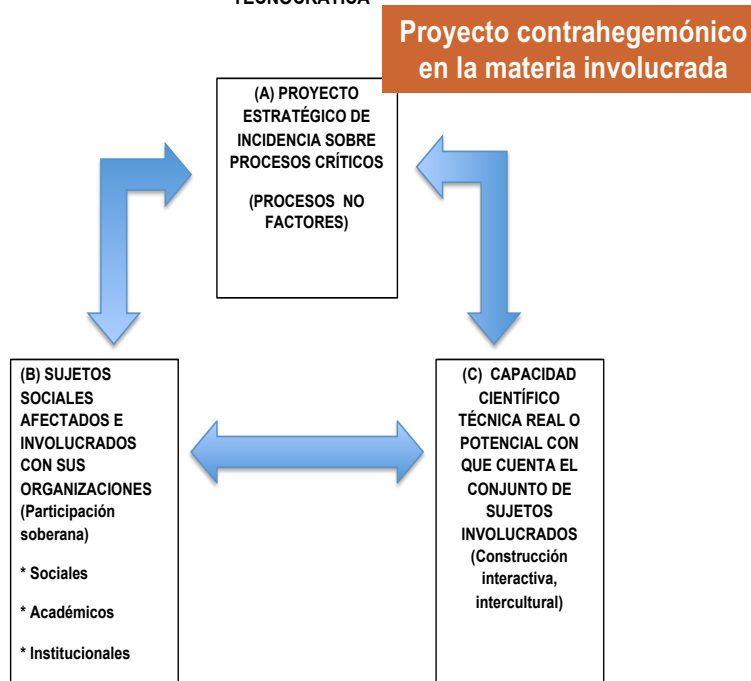 TECNOCRÁTICA
Proyecto contrahegemónico
en la materia involucrada
(A) PROYECTO
ESTRATÉGICO DE
INCIDENCIA SOBRE
PROCESOS CRÍTICOS
(PROCESOS NO
FACTORES)
(B) SUJETOS
SOCIALES
AFECTADOS E
INVOLUCRADOS
CON SUS
ORGANIZACIONES
(Participación
soberana)
* Sociales
* Académicos
* Institucionales
(C) CAPACIDAD
CIENTÍFICO
TÉCNICA REAL O
POTENCIAL CON
QUE CUENTA EL
CONJUNTO DE
SUJETOS
INVOLUCRADOS
(Construcción
interactiva,
intercultural)